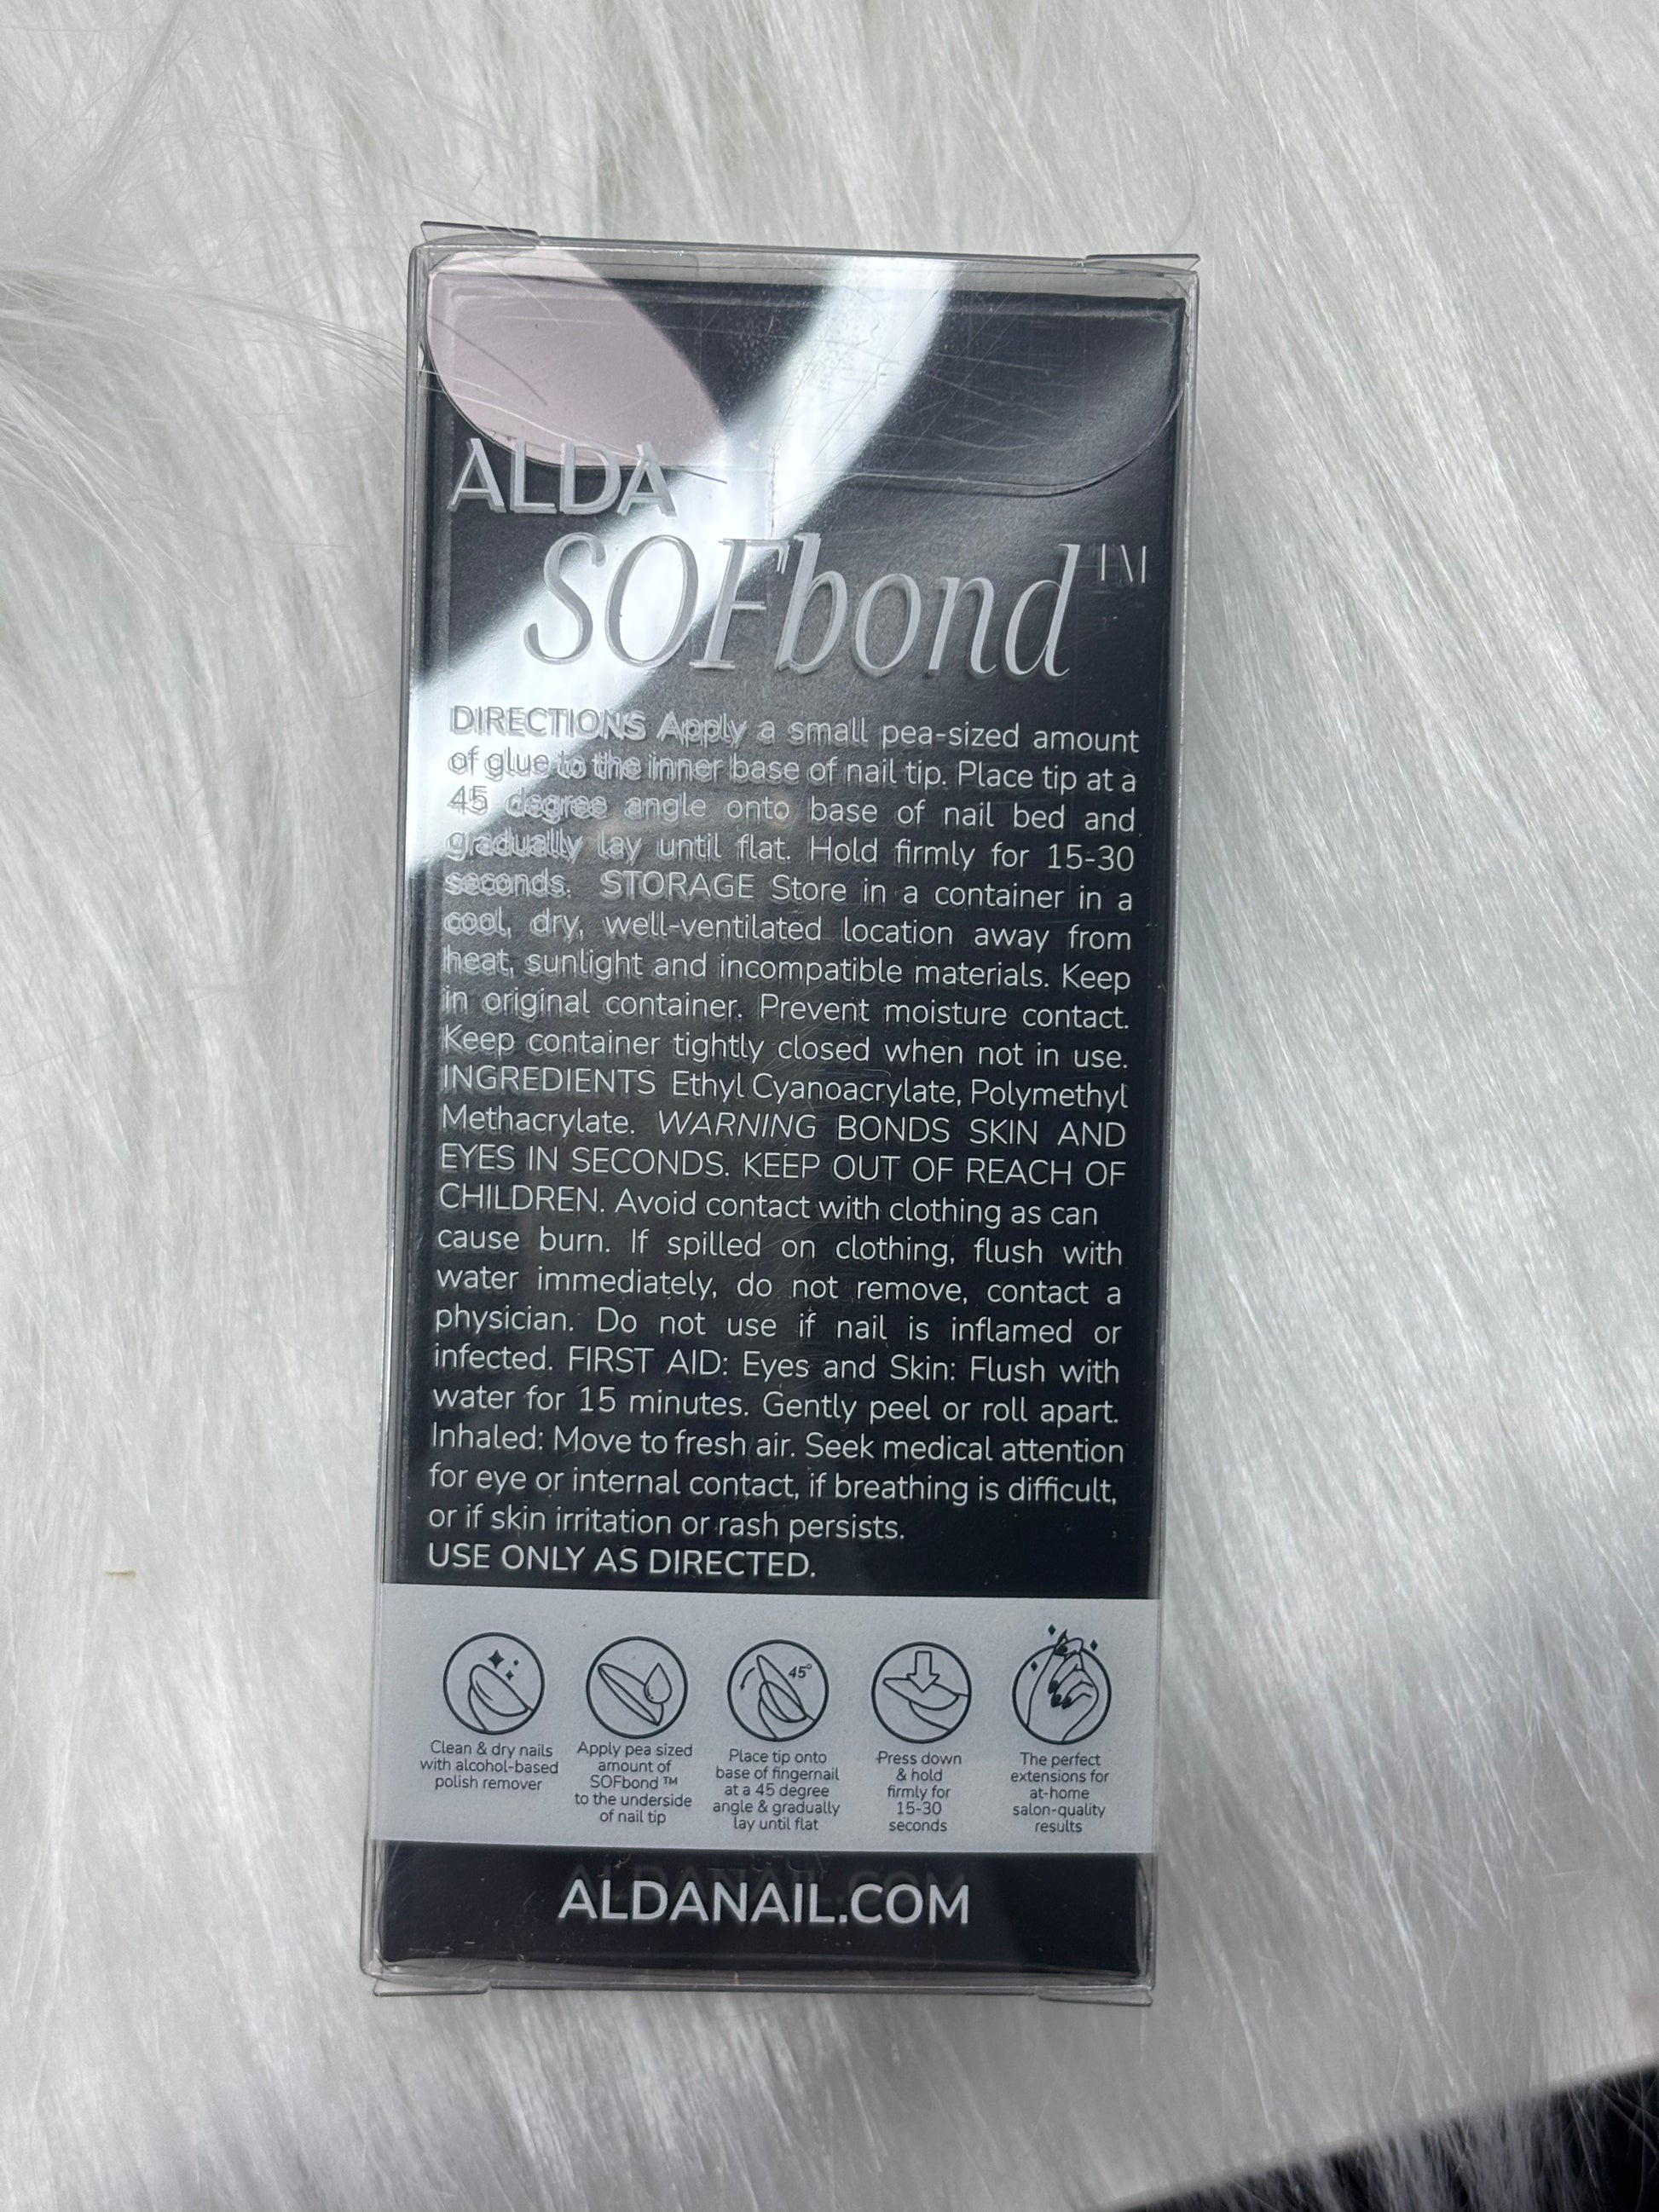 ALDA
SOFbond™
DIRECTIONS Apply a small pea-sized amount
of glue to the inner base of nail tip. Place tip at a
45 degree angle onto base of nail bed and
gradually lay until flat. Hold firmly for 15-30
seconds. STORAGE Store in a container in a
cool, dry, well-ventilated location away from
heat, sunlight and incompatible materials. Keep
in original container. Prevent moisture contact.
Keep container tightly closed when not in use.
INGREDIENTS Ethyl Cyanoacrylate, Polymethyl
Methacrylate. WARNING BONDS SKIN AND
EYES IN SECONDS. KEEP OUT OF REACH OF
CHILDREN. Avoid contact with clothing as can
cause burn. If spilled on clothing, flush with
water immediately, do not remove, contact a
physician. Do not use if nail is inflamed or
infected. FIRST AID: Eyes and Skin: Flush with
water for 15 minutes. Gently peel or roll apart.
Inhaled: Move to fresh air. Seek medical attention
for eye or internal contact, if breathing is difficult,
or if skin irritation or rash persists.
USE ONLY AS DIRECTED.
Clean & dry nails
with alcohol-based
polish remover
Apply pea sized
amount of
SOFbond™
to the underside
of nail tip
45°
Place tip onto
base of fingernail
at a 45 degree
angle & gradually
lay until flat
Press down
& hold
firmly for
15-30
seconds
The perfect
extensions for
at-home
salon-quality
results
ALDANAIL.COM